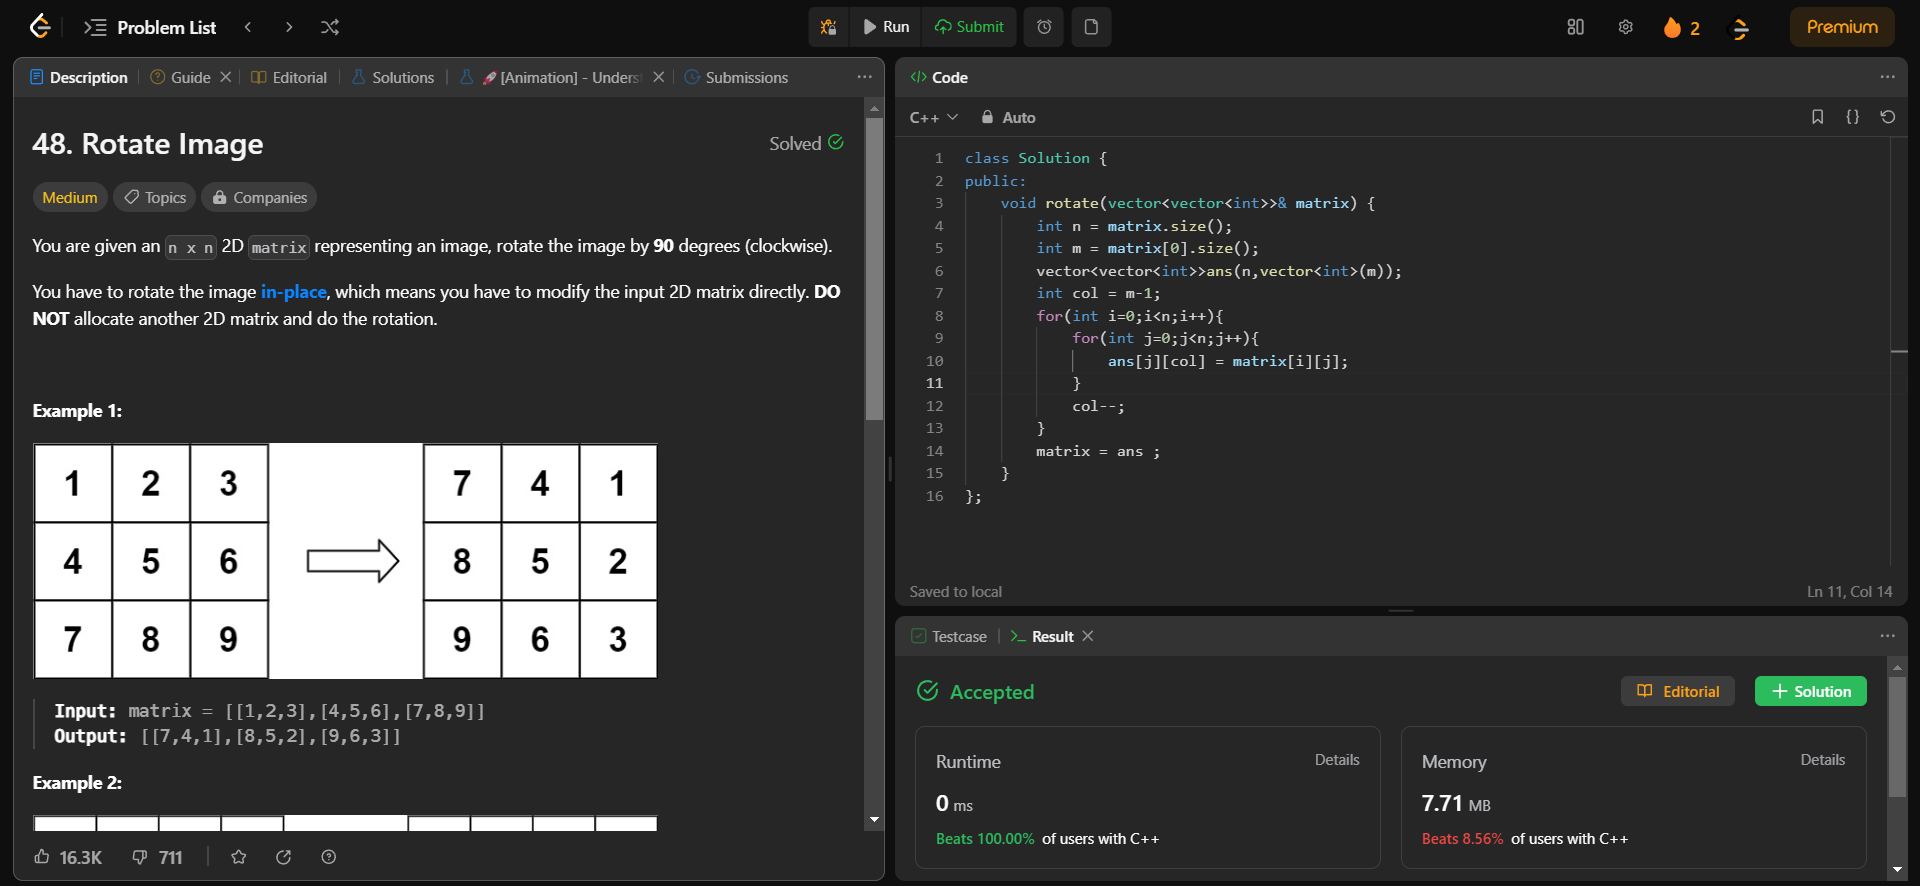 Problem List
Run
Submit
2
Premium
Description
Guide
Editorial
Solutions
[Animation] - Underst
Submissions
48. Rotate Image
Solved
Medium
Topics
Companies
You are given an n x n 2D matrix representing an image, rotate the image by 90 degrees (clockwise).
You have to rotate the image in-place, which means you have to modify the input 2D matrix directly. DO
NOT allocate another 2D matrix and do the rotation.
Example 1:
1 2 3 7 4 1
4 5 6 8 5 2
7 8 9 9 6 3
Input: matrix = [[1,2,3],[4,5,6],[7,8,9]]
Output: [[7,4,1],[8,5,2],[9,6,3]]
Example 2:
16.3K
711
Code
C++
Auto
1 class Solution {
2 public:
3 void rotate(vector<vector<int>>& matrix) {
4 int n = matrix.size();
5 int m = matrix[0].size();
6 vector<vector<int>>ans(n,vector<int>(m));
7 int col = m-1;
8 for(int i=0;i<n;i++){
9 for(int j=0;j<n;j++){
10 ans[j][col] = matrix[i][j];
11 }
12 col--;
13 }
14 matrix = ans ;
15 }
16 };
Saved to local
Ln 11, Col 14
Testcase
Result
Accepted
Editorial
Solution
Runtime
Details
0 ms
Beats 100.00% of users with C++
Memory
Details
7.71 MB
Beats 8.56% of users with C++